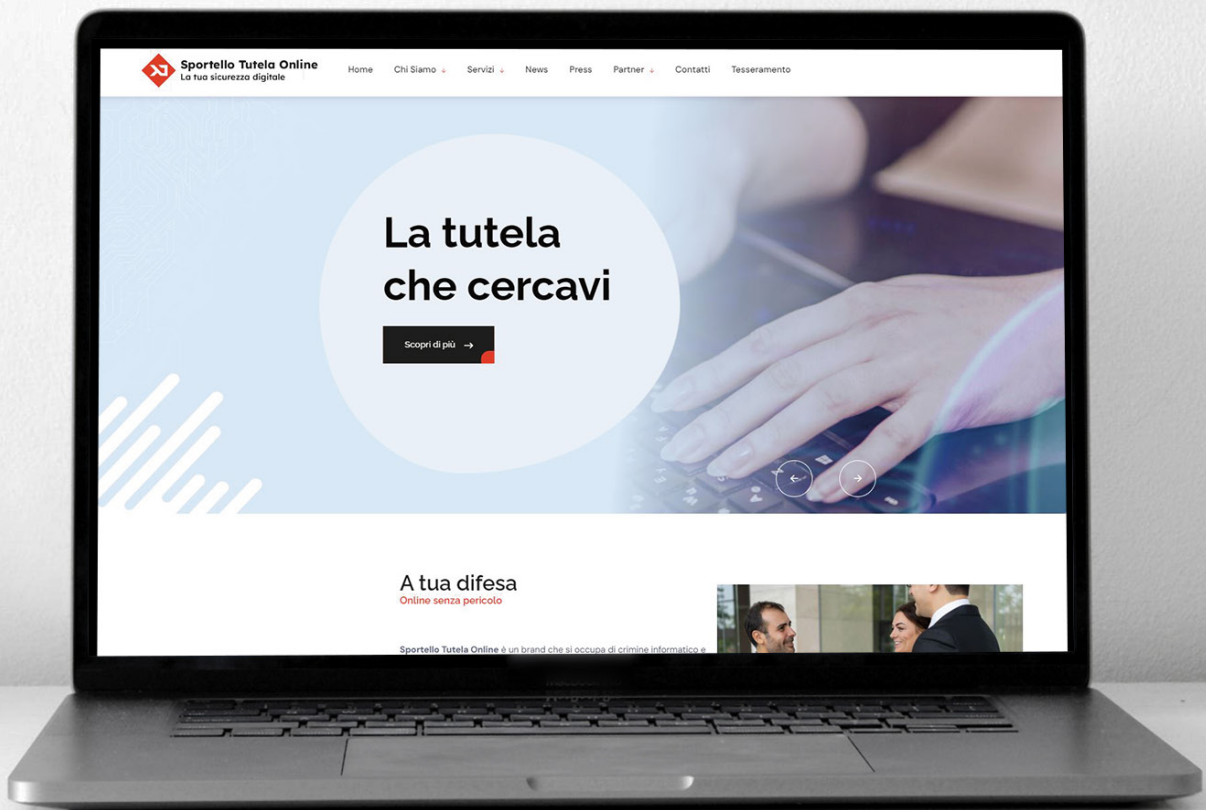 Sportello Tutela Online
La tua sicurezza digitale
Home Chi Siamo Servizi News Press Partner Contatti Tesseramento
La tutela
che cercavi
Scopri di più
A tua difesa
Online senza pericolo
Sportello Tutela Online è un brand che si occupa di crimine informatico e